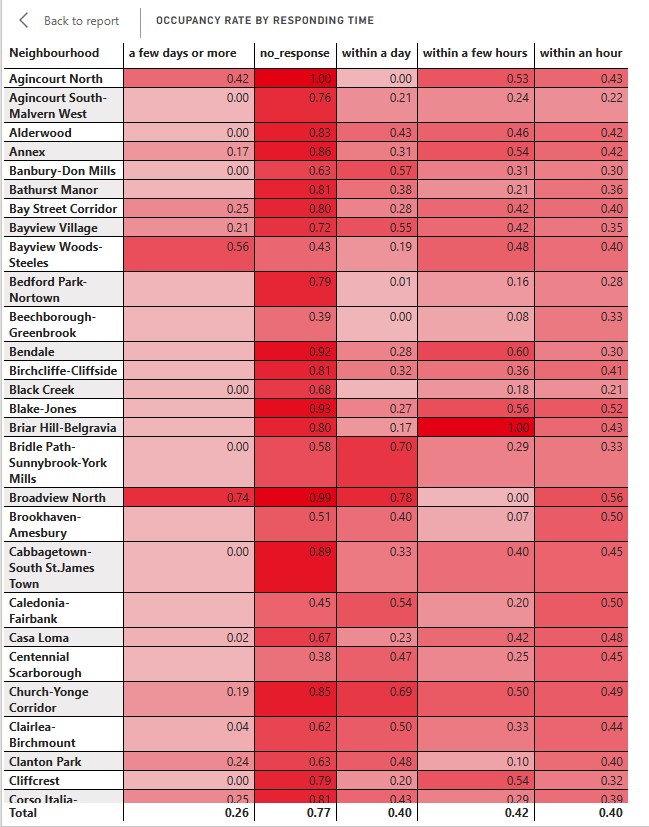 Back to report OCCUPANCY RATE BY RESPONDING TIME
Neighbourhood a few days or more no_response within a day within a few hours within an hour
Agincourt North 0.42 1.00 0.00 0.53 0.43
Agincourt South- 0.00 0.76 0.21 0.24 0.22
Malvern West
Alderwood 0.00 0.83 0.43 0.46 0.42
Annex 0.17 0.86 0.31 0.54 0.42
Banbury-Don Mills 0.00 0.63 0.57 0.31 0.30
Bathurst Manor 0.81 0.38 0.21 0.36
Bay Street Corridor 0.25 0.80 0.28 0.42 0.40
Bayview Village 0.21 0.72 0.55 0.42 0.35
Bayview Woods- 0.56 0.43 0.19 0.48 0.40
Steeles
Bedford Park- 0.79 0.01 0.16 0.28
Nortown
Beechborough- 0.39 0.00 0.08 0.33
Greenbrook
Bendale 0.92 0.28 0.60 0.30
Birchcliffe-Cliffside 0.81 0.32 0.36 0.41
Black Creek 0.00 0.68 0.18 0.21
Blake-Jones 0.93 0.27 0.56 0.52
Briar Hill-Belgravia 0.80 0.17 1.00 0.43
Bridle Path- 0.00 0.58 0.70 0.29 0.33
Sunnybrook-York
Mills
Broadview North 0.74 0.99 0.78 0.00 0.56
Brookhaven- 0.51 0.40 0.07 0.50
Amesbury
Cabbagetown- 0.00 0.89 0.33 0.40 0.45
South St.James
Town
Caledonia- 0.45 0.54 0.20 0.50
Fairbank
Casa Loma 0.02 0.67 0.23 0.42 0.48
Centennial 0.38 0.47 0.25 0.45
Scarborough
Church-Yonge 0.19 0.85 0.69 0.50 0.49
Corridor
Clairlea- 0.04 0.62 0.50 0.33 0.44
Birchmount
Clanton Park 0.24 0.63 0.48 0.10 0.40
Cliffcrest 0.00 0.79 0.20 0.54 0.32
Corso Italia- 0.25 0.81 0.43 0.29 0.39
Total 0.26 0.77 0.40 0.42 0.40